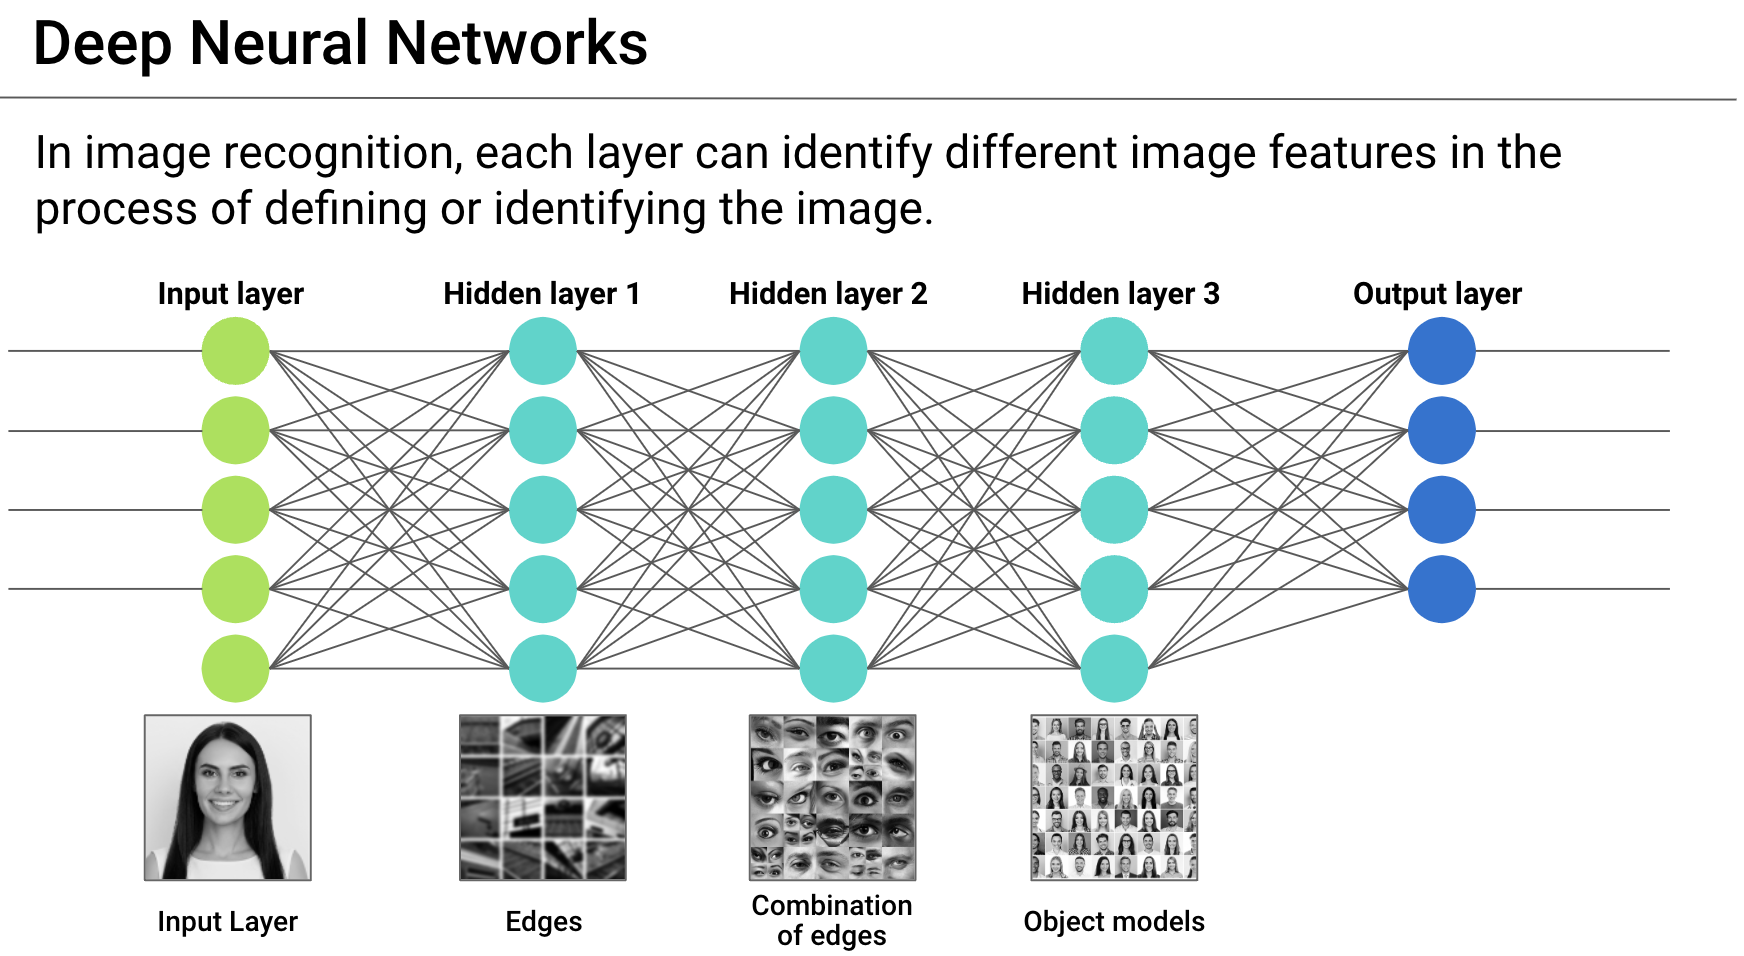 Deep Neural Networks
In image recognition, each layer can identify different image features in the
process of defining or identifying the image.
Input layer
Hidden layer 1
Hidden layer 2
Hidden layer 3
Output layer
Input Layer
Edges
Combination
of edges
Object models